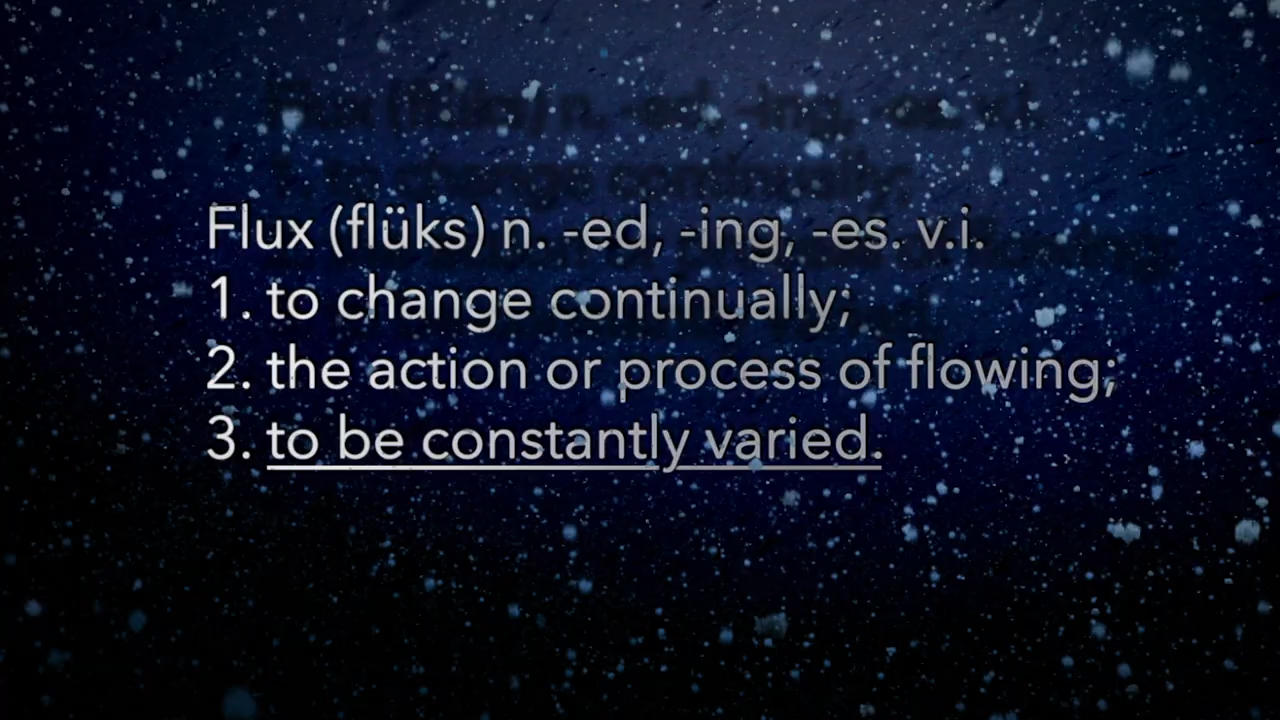 Flux (flüks) n. -ed, -ing, -es. v.i.
1. to change continually;
2. the action or process of flowing;
3. to be constantly varied.